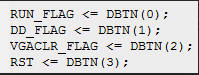 RUN_FLAG <= DBTN(0);
DD_FLAG <= DBTN(1);
VGACLR_FLAG <= DBTN(2);
RST <= DBTN(3);